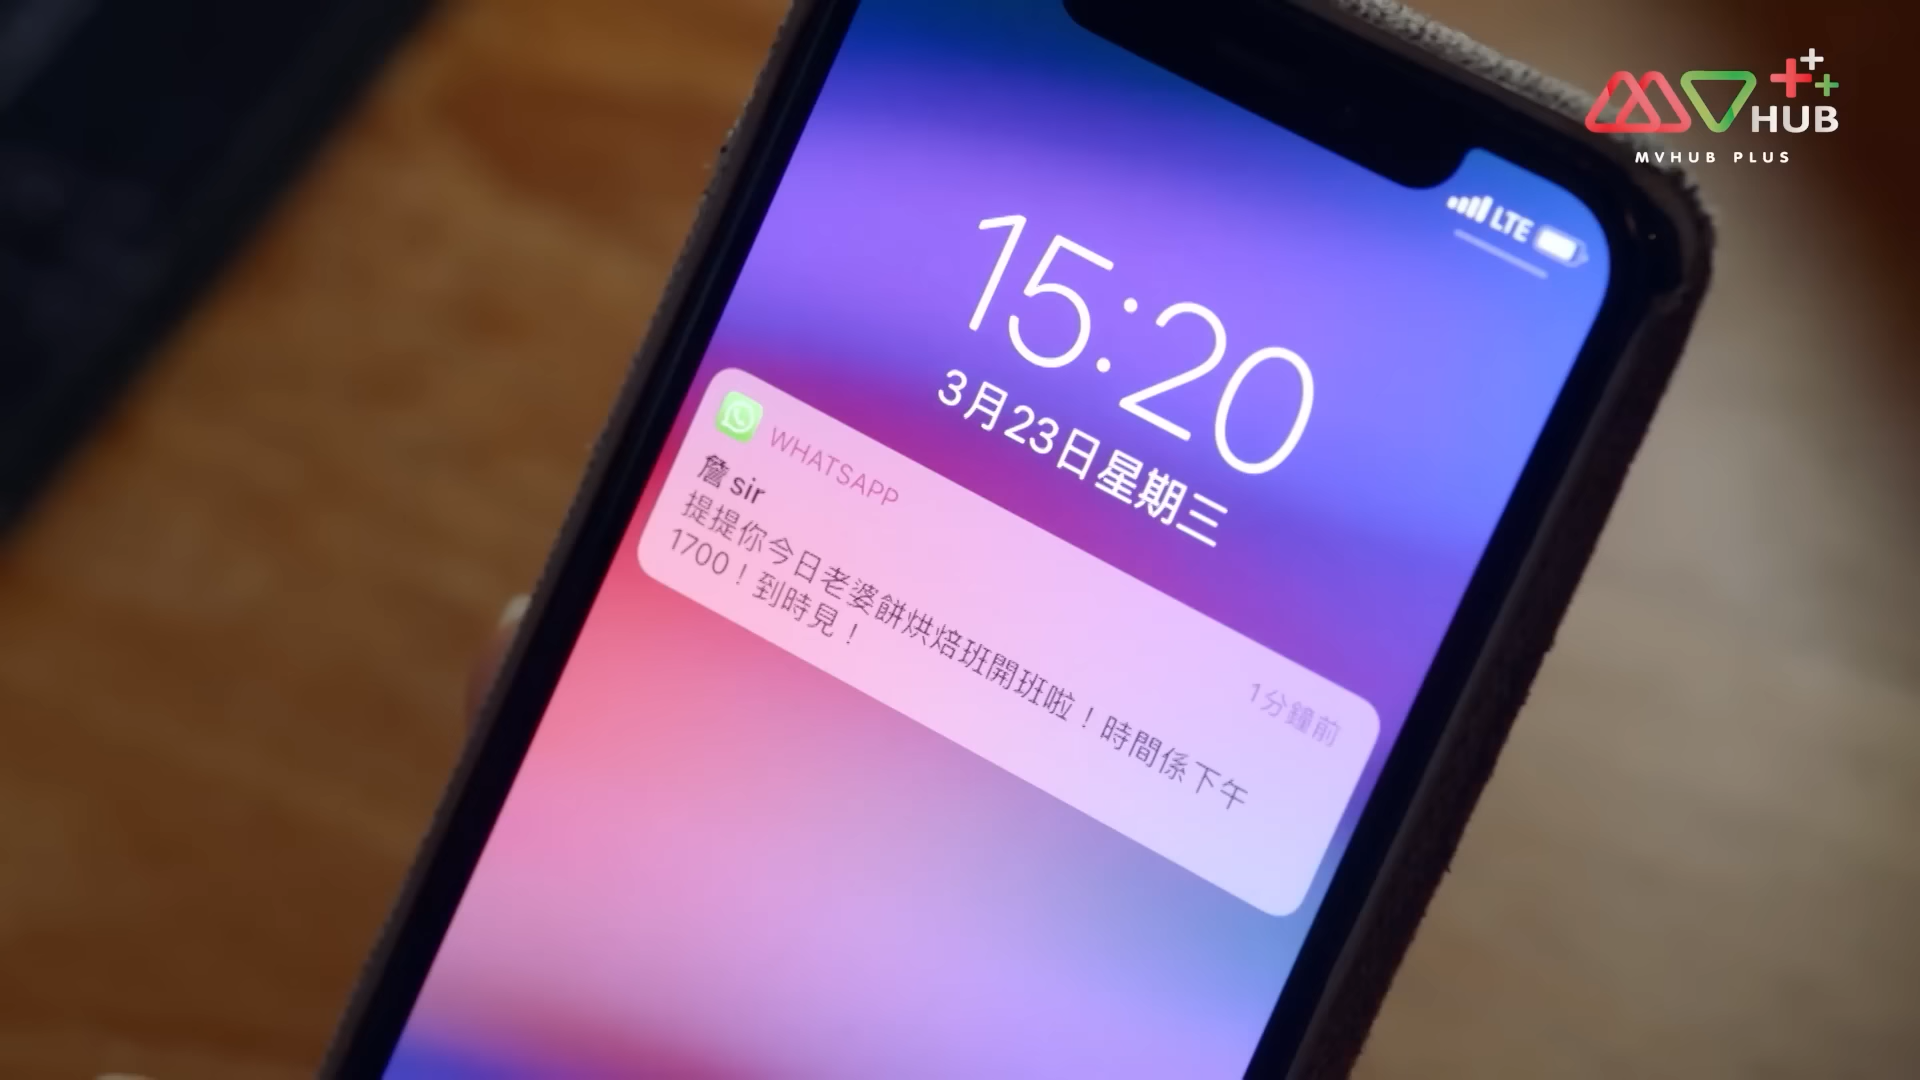 HUB
MVHUB PLUS
LTE
15:20
3月23日星期三
WHATSAPP
1分鐘前
詹 sir
提提你今日老婆餅烘焙班開班啦！時間係下午
1700！到時見！